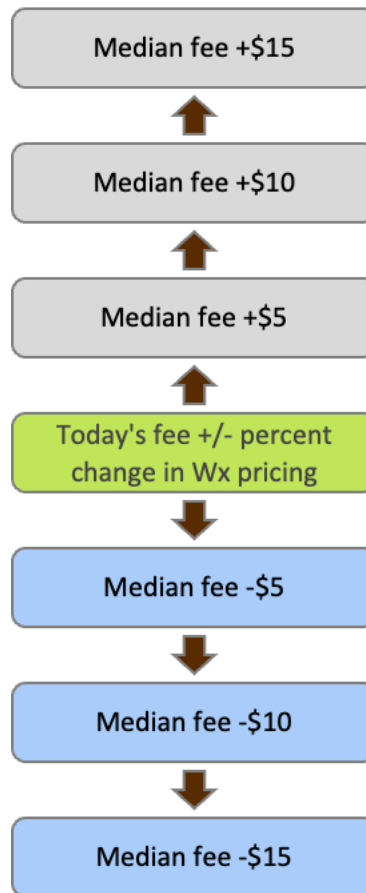 Median fee +$15
Median fee +$10
Median fee +$5
Today's fee +/- percent
change in Wx pricing
Median fee -$5
Median fee -$10
Median fee -$15